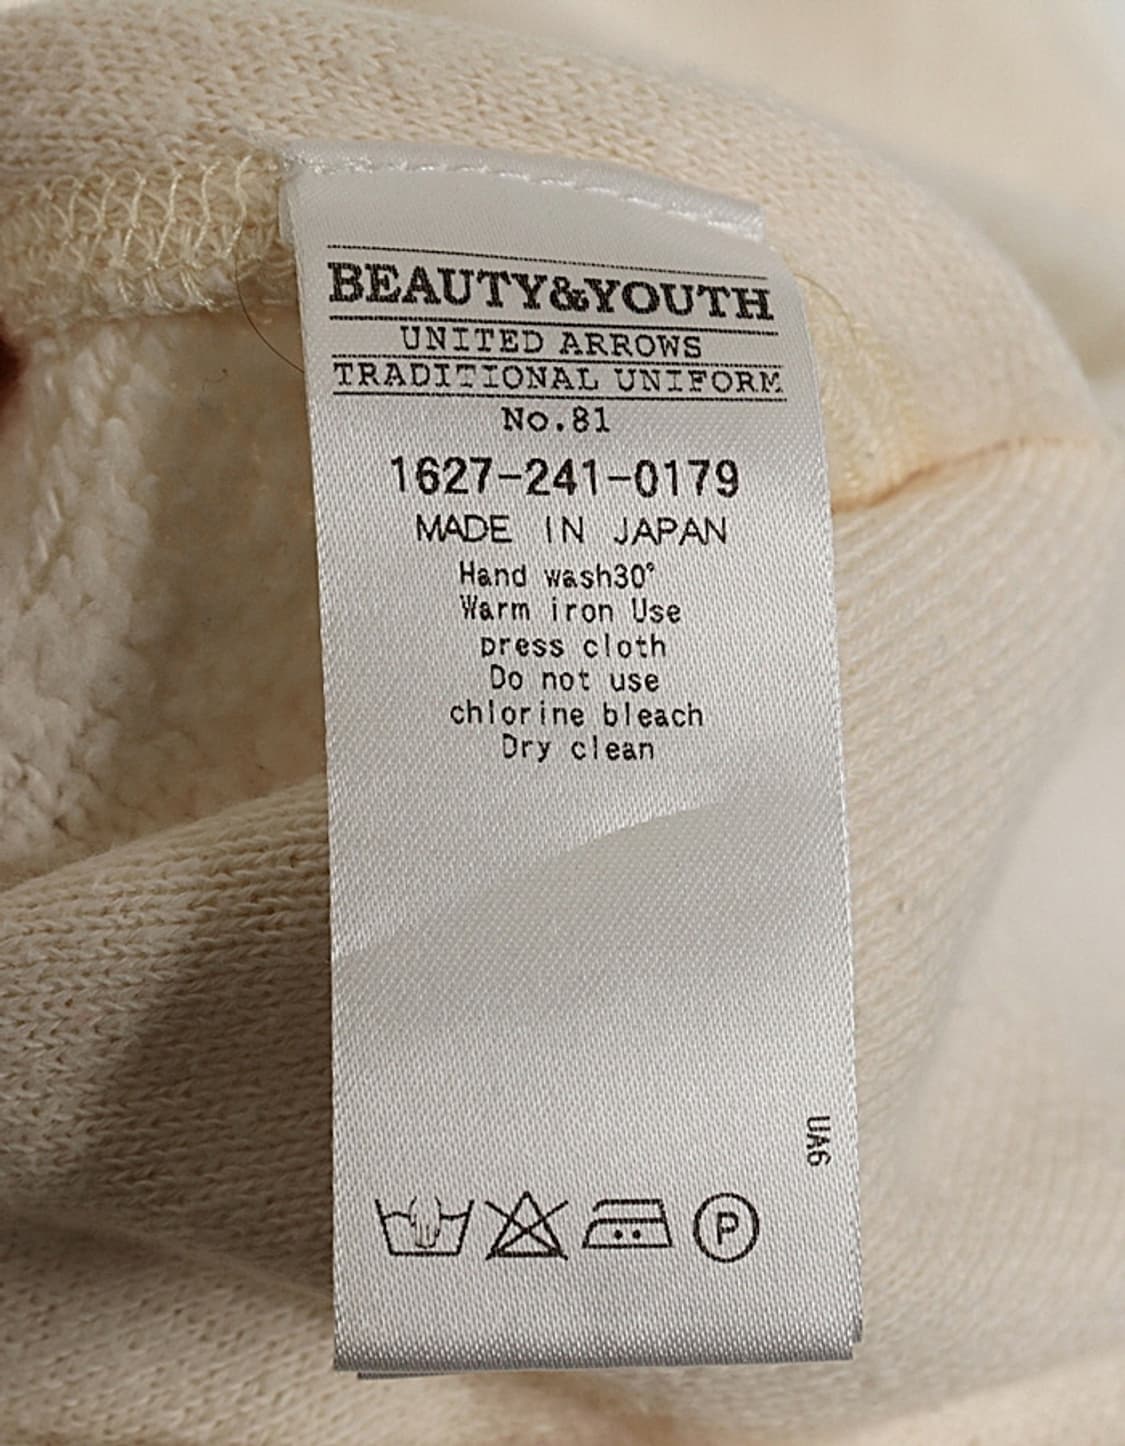 BEAUTY&YOUTH
UNITED ARROWS
TRADITIONAL UNIFORM
No.81
1627-241-0179
MADE IN JAPAN
Hand wash30°
Warm iron Use
press cloth
Do not use
chlorine bleach
Dry clean
UA6
P